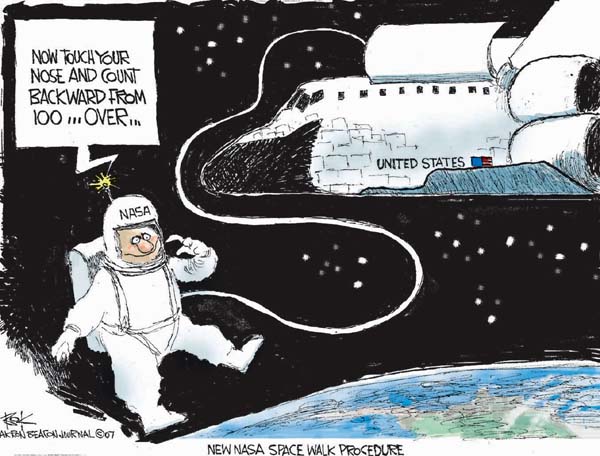 NOW TOUCH YOUR
NOSE AND COUNT
BACKWARD FROM
100 ... OVER ...
NASA
UNITED STATES
AKRON BEACON JOURNAL ©07
NEW NASA SPACE WALK PROCEDURE